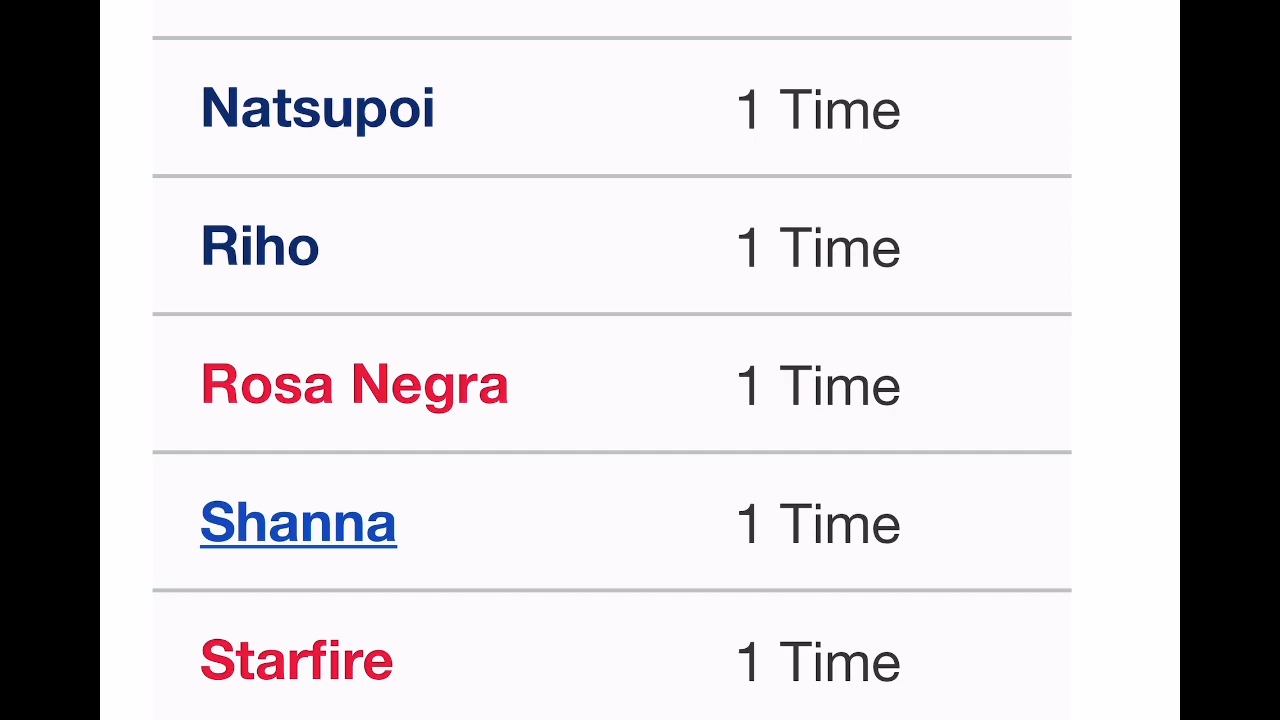 Natsupoi 1 Time
Riho 1 Time
Rosa Negra 1 Time
Shanna 1 Time
Starfire 1 Time